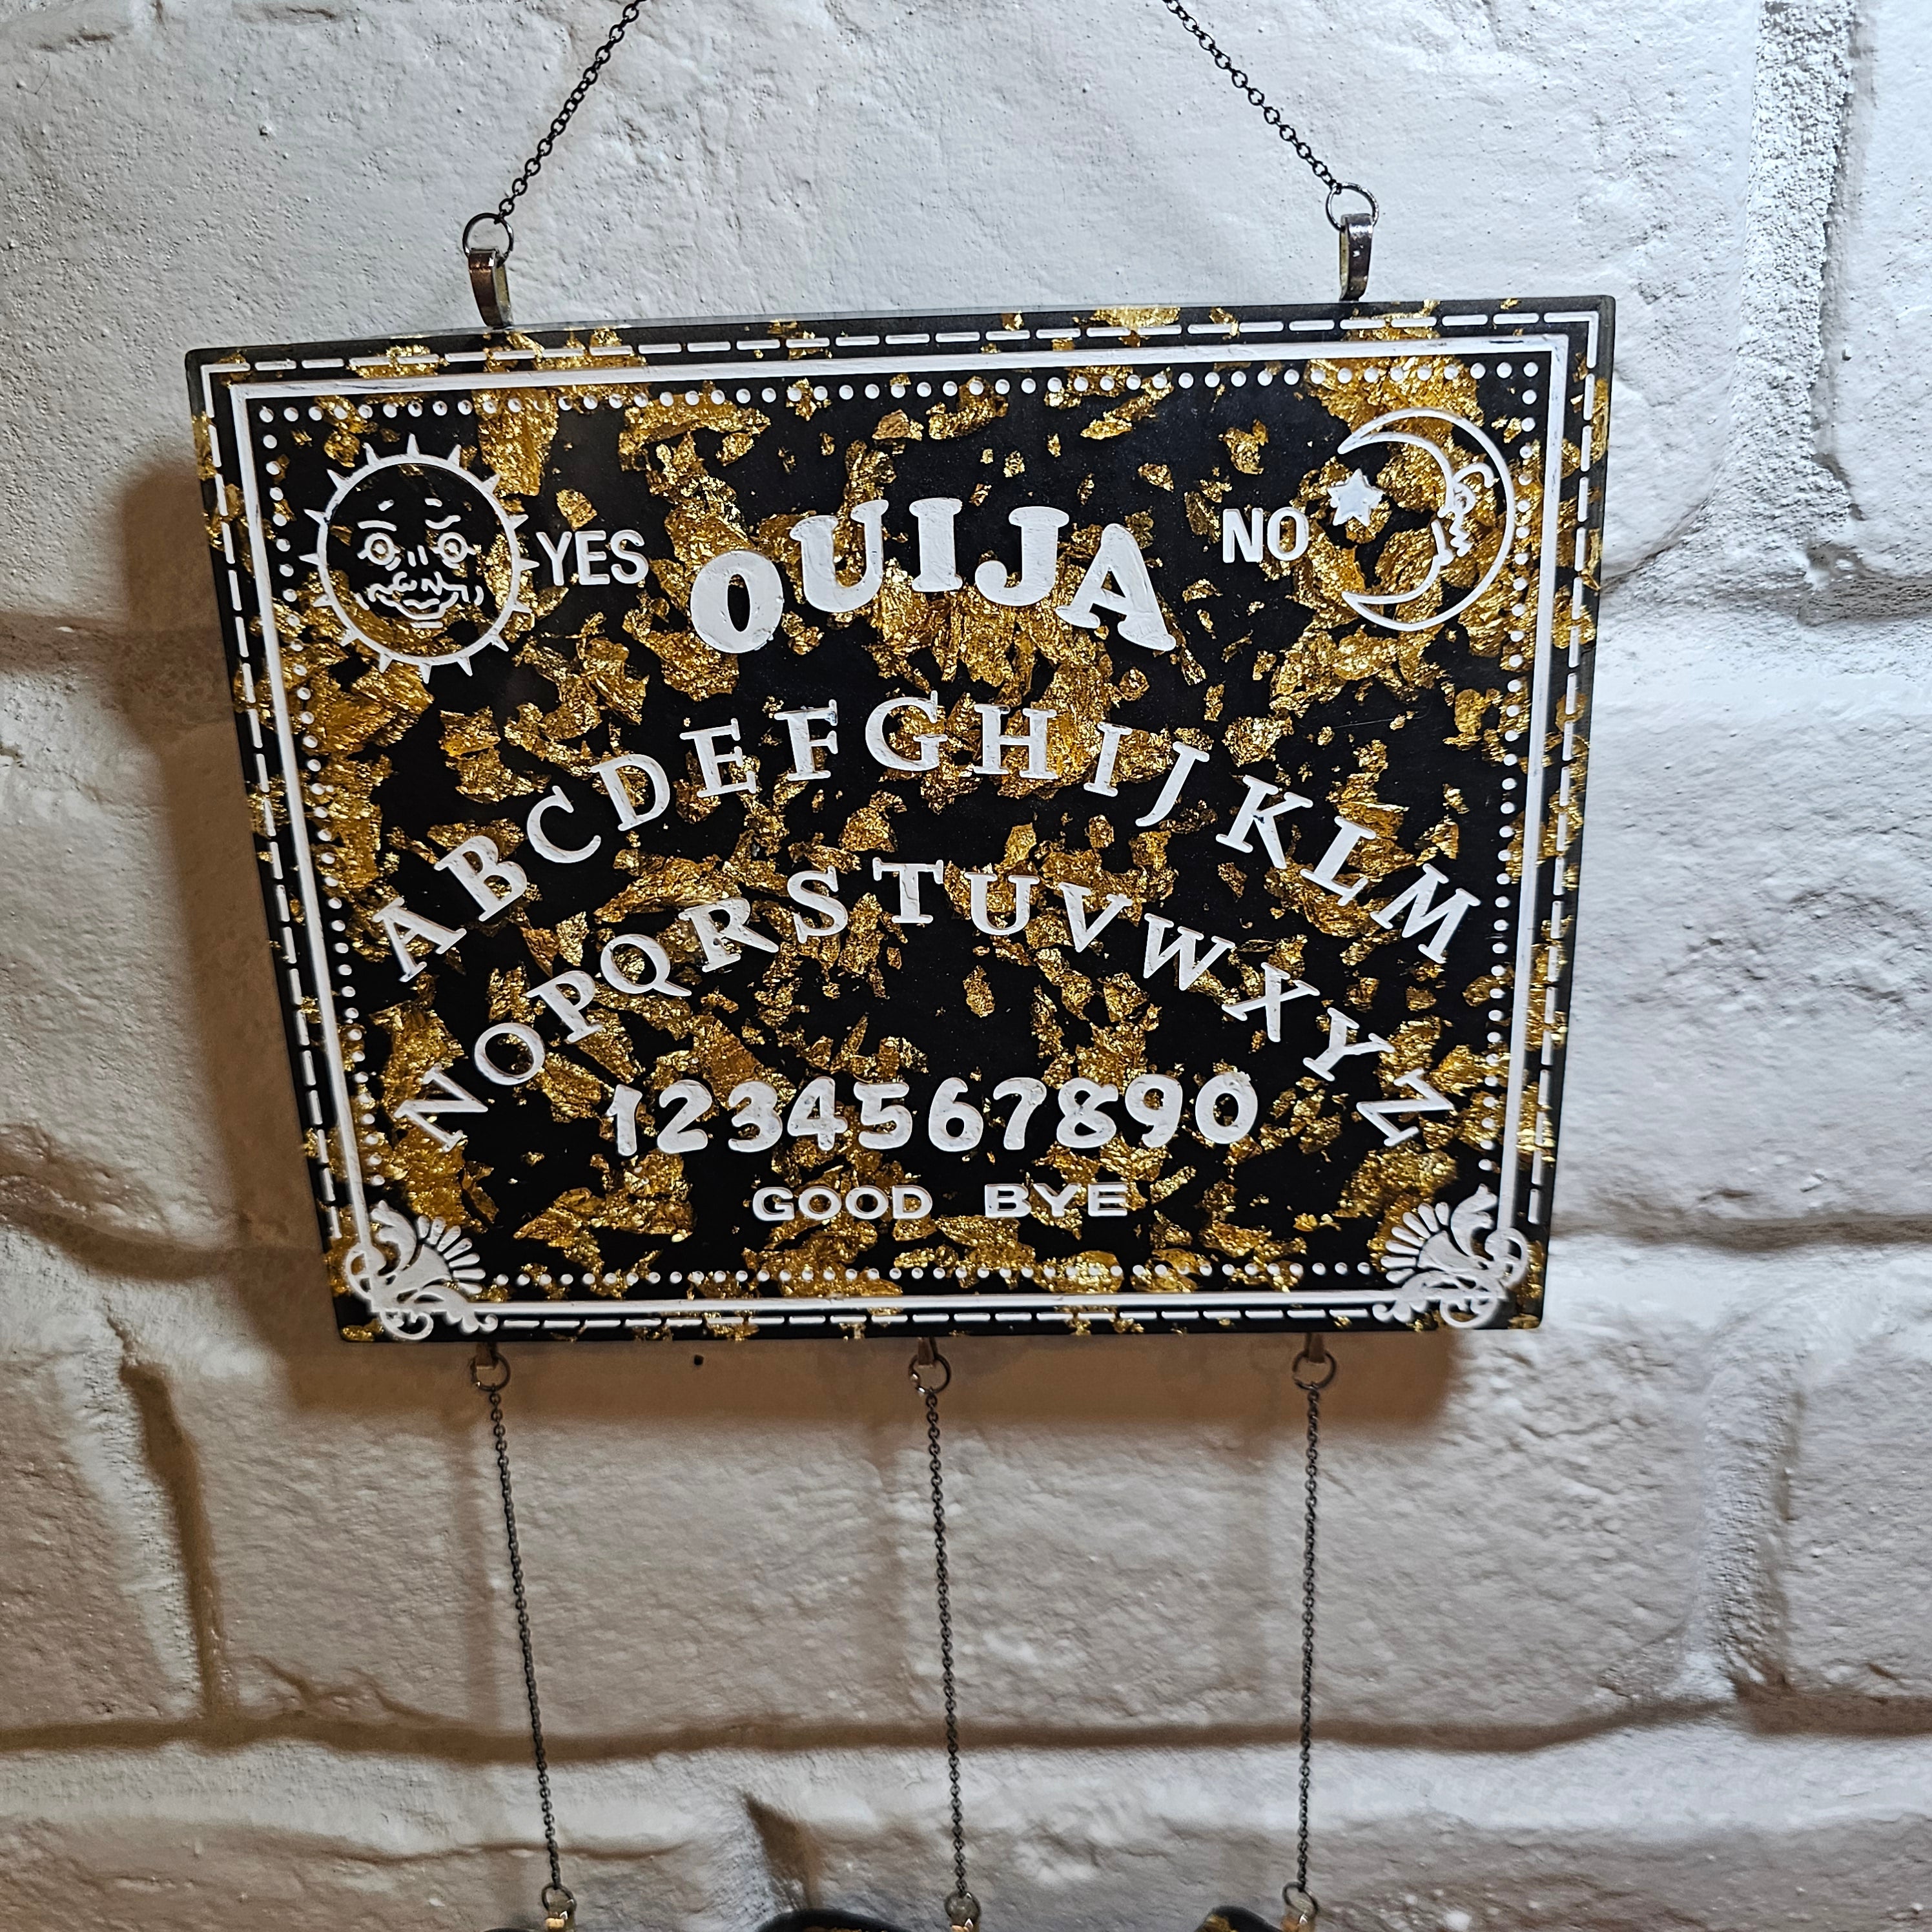 YES OUIJA NO
ABCDEFGHIJKLM
NOPQRSTUVWXYZ
1234567890
GOOD BYE